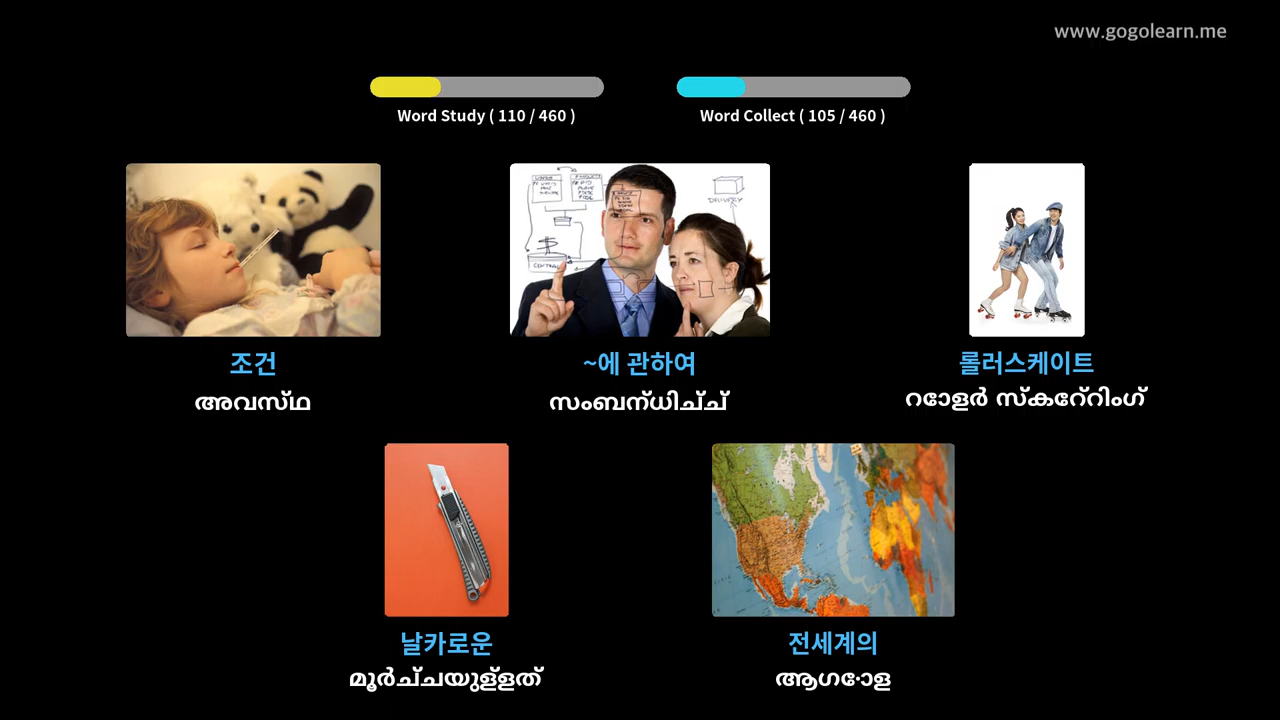 www.gogolearn.me
Word Study ( 110 / 460 )
Word Collect ( 105 / 460 )
조건
അവസ്ഥ
~에 관하여
സംബന്ധിച്ച്
롤러스케이트
റോളർ സ്കേറ്റിംഗ്
날카로운
മൂർച്ചയുള്ളത്
전세계의
ആഗോള